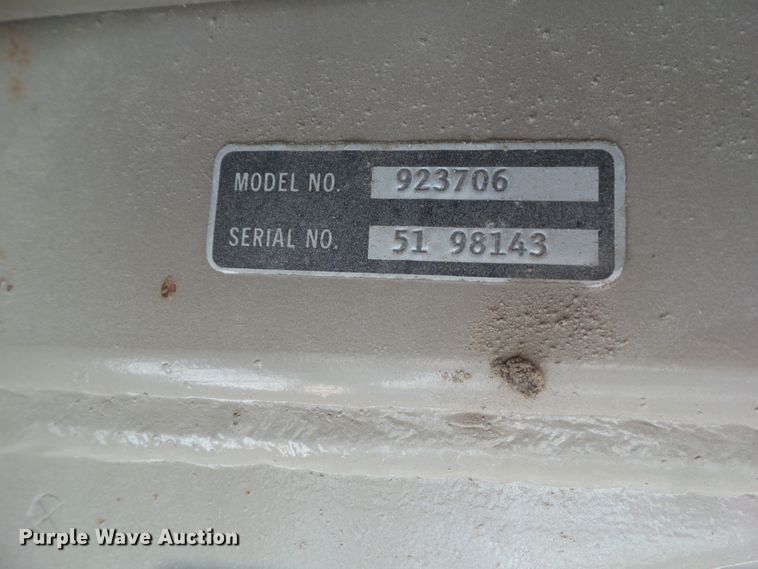 MODEL NO. 923706
SERIAL NO. 51 98143
Purple Wave Auction